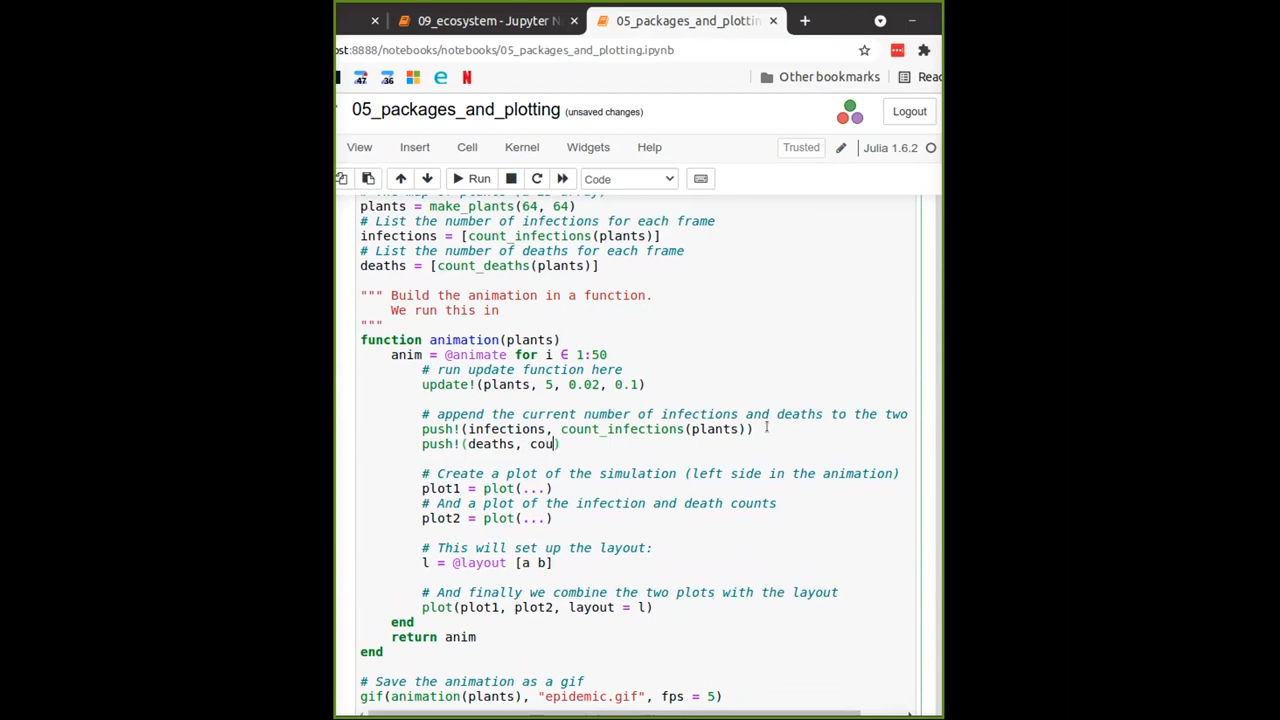 09_ecosystem - Jupyter N
05_packages_and_plottin
ost:8888/notebooks/notebooks/05_packages_and_plotting.ipynb
47
36
Other bookmarks
Reac
05_packages_and_plotting (unsaved changes)
Logout
View Insert Cell Kernel Widgets Help
Trusted
Julia 1.6.2
Run
Code
plants = make_plants(64, 64)
# List the number of infections for each frame
infections = [count_infections(plants)]
# List the number of deaths for each frame
deaths = [count_deaths(plants)]
""" Build the animation in a function.
We run this in
"""
function animation(plants)
anim = @animate for i ∈ 1:50
# run update function here
update!(plants, 5, 0.02, 0.1)
# append the current number of infections and deaths to the two
push!(infections, count_infections(plants))
push!(deaths, cou)
# Create a plot of the simulation (left side in the animation)
plot1 = plot(...)
# And a plot of the infection and death counts
plot2 = plot(...)
# This will set up the layout:
l = @layout [a b]
# And finally we combine the two plots with the layout
plot(plot1, plot2, layout = l)
end
return anim
end
# Save the animation as a gif
gif(animation(plants), "epidemic.gif", fps = 5)